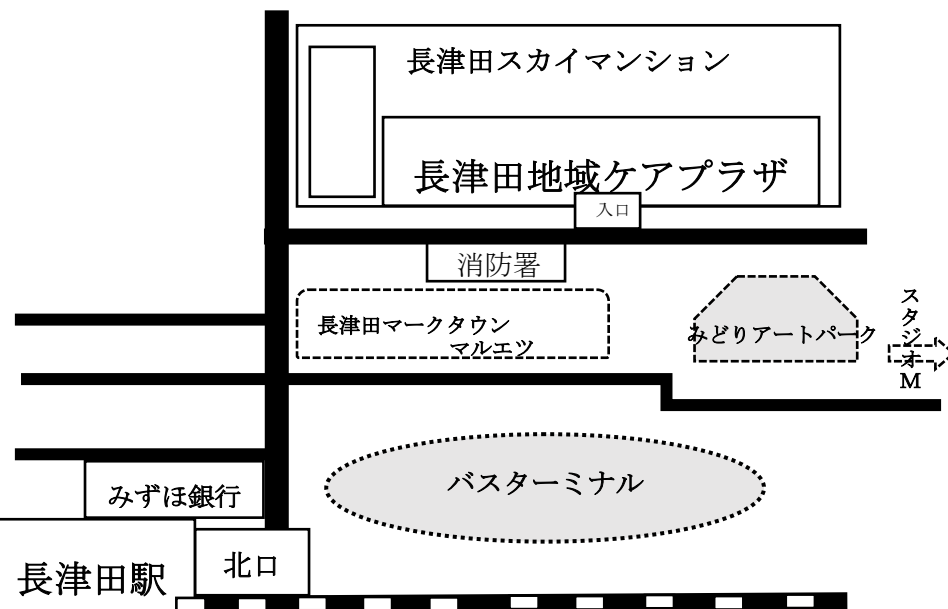 長津田スカイマンション
長津田地域ケアプラザ
入口
消防署
長津田マークタウン
マルエツ
みどりアートパーク
スタジオM
バスターミナル
みずほ銀行
北口
長津田駅